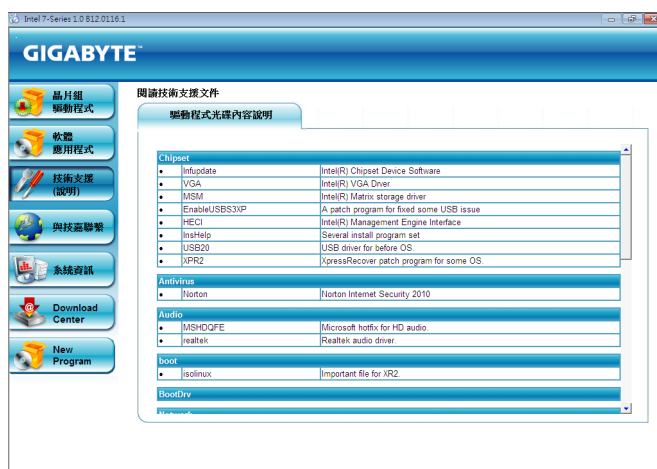 Intel 7-Series 1.0 B12.0116.1
GIGABYTE™
晶片組
驅動程式
軟體
應用程式
技術支援
(說明)
與技嘉聯繫
系統資訊
Download
Center
New
Program
閱讀技術支援文件
驅動程式光碟內容說明
Chipset
• Infupdate Intel(R) Chipset Device Software
• VGA Intel(R) VGA Driver
• MSM Intel(R) Matrix storage driver
• EnableUSBS3XP A patch program for fixed some USB issue
• HECI Intel(R) Management Engine Interface
• InsHelp Several install program set
• USB20 USB driver for before OS.
• XPR2 XpressRecover patch program for some OS.
Antivirus
• Norton Norton Internet Security 2010
Audio
• MSHDQFE Microsoft hotfix for HD audio.
• realtek Realtek audio driver.
boot
• isolinux Important file for XR2.
BootDrv